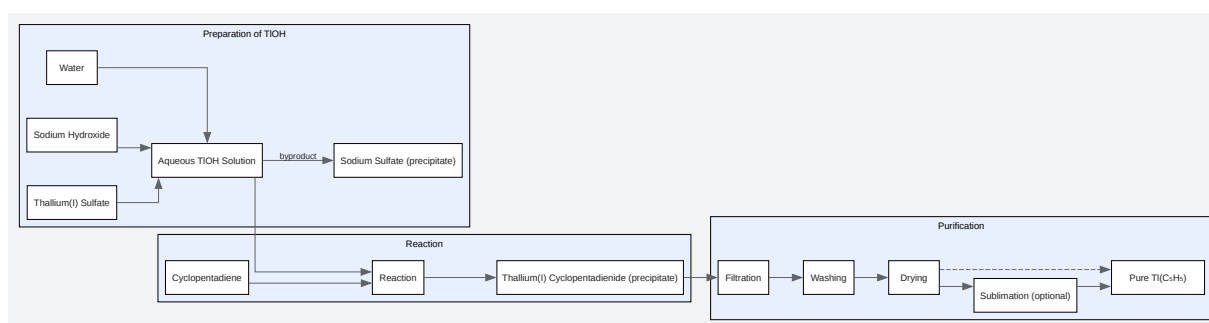 Preparation of TlOH
Water
Sodium Hydroxide
Aqueous TlOH Solution
byproduct
Sodium Sulfate (precipitate)
Thallium(I) Sulfate
Reaction
Cyclopentadiene
Reaction
Thallium(I) Cyclopentadienide (precipitate)
Purification
Filtration
Washing
Drying
Sublimation (optional)
Pure Tl(C₅H₅)